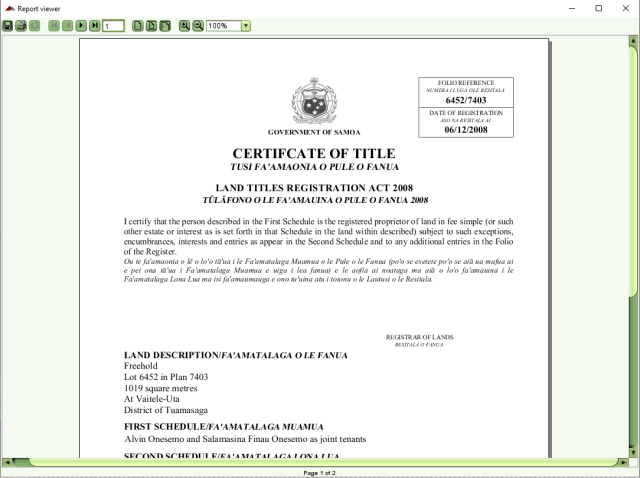 Report viewer
1
100%
FOLIO REFERENCE
NUMERA I LUGA OLE RESITALA
6452/7403
DATE OF REGISTRATION
ASO NA RESITALA AI
06/12/2008
GOVERNMENT OF SAMOA
CERTIFCATE OF TITLE
TUSI FA'AMAONIA O PULE O FANUA
LAND TITLES REGISTRATION ACT 2008
TŪLĀFONO O LE FA'AMAUINA O PULE O FANUA 2008
I certify that the person described in the First Schedule is the registered proprietor of land in fee simple (or such
other estate or interest as is set forth in that Schedule in the land within described) subject to such exceptions,
encumbrances, interests and entries as appear in the Second Schedule and to any additional entries in the Folio
of the Register.
Ou te fa'amaonia o lē o lo'o tā'ua i le Fa'amatalaga Muamua o le Pule o le Fanua (po'o se esetete po'o se aiā ua mafua ai
e pei ona tā'ua i Fa'amatalaga Muamua e uiga i lea fanua) e le aofia ai noataga ma aiā o lo'o fa'amauina i le
Fa'amatalaga Lona Lua ma isi fa'amaumauga e ono tu'uina atu i totonu o le Lautusi o le Resitala.
REGISTRAR OF LANDS
RESITALA O FANUA
LAND DESCRIPTION/FA'AMATALAGA O LE FANUA
Freehold
Lot 6452 in Plan 7403
1019 square metres
At Vaitele-Uta
District of Tuamasaga
FIRST SCHEDULE/FA'AMATALAGA MUAMUA
Alvin Onesemo and Salamasina Finau Onesemo as joint tenants
SECOND SCHEDULE/FA'AMATALAGA LONA LUA
Page 1 of 2